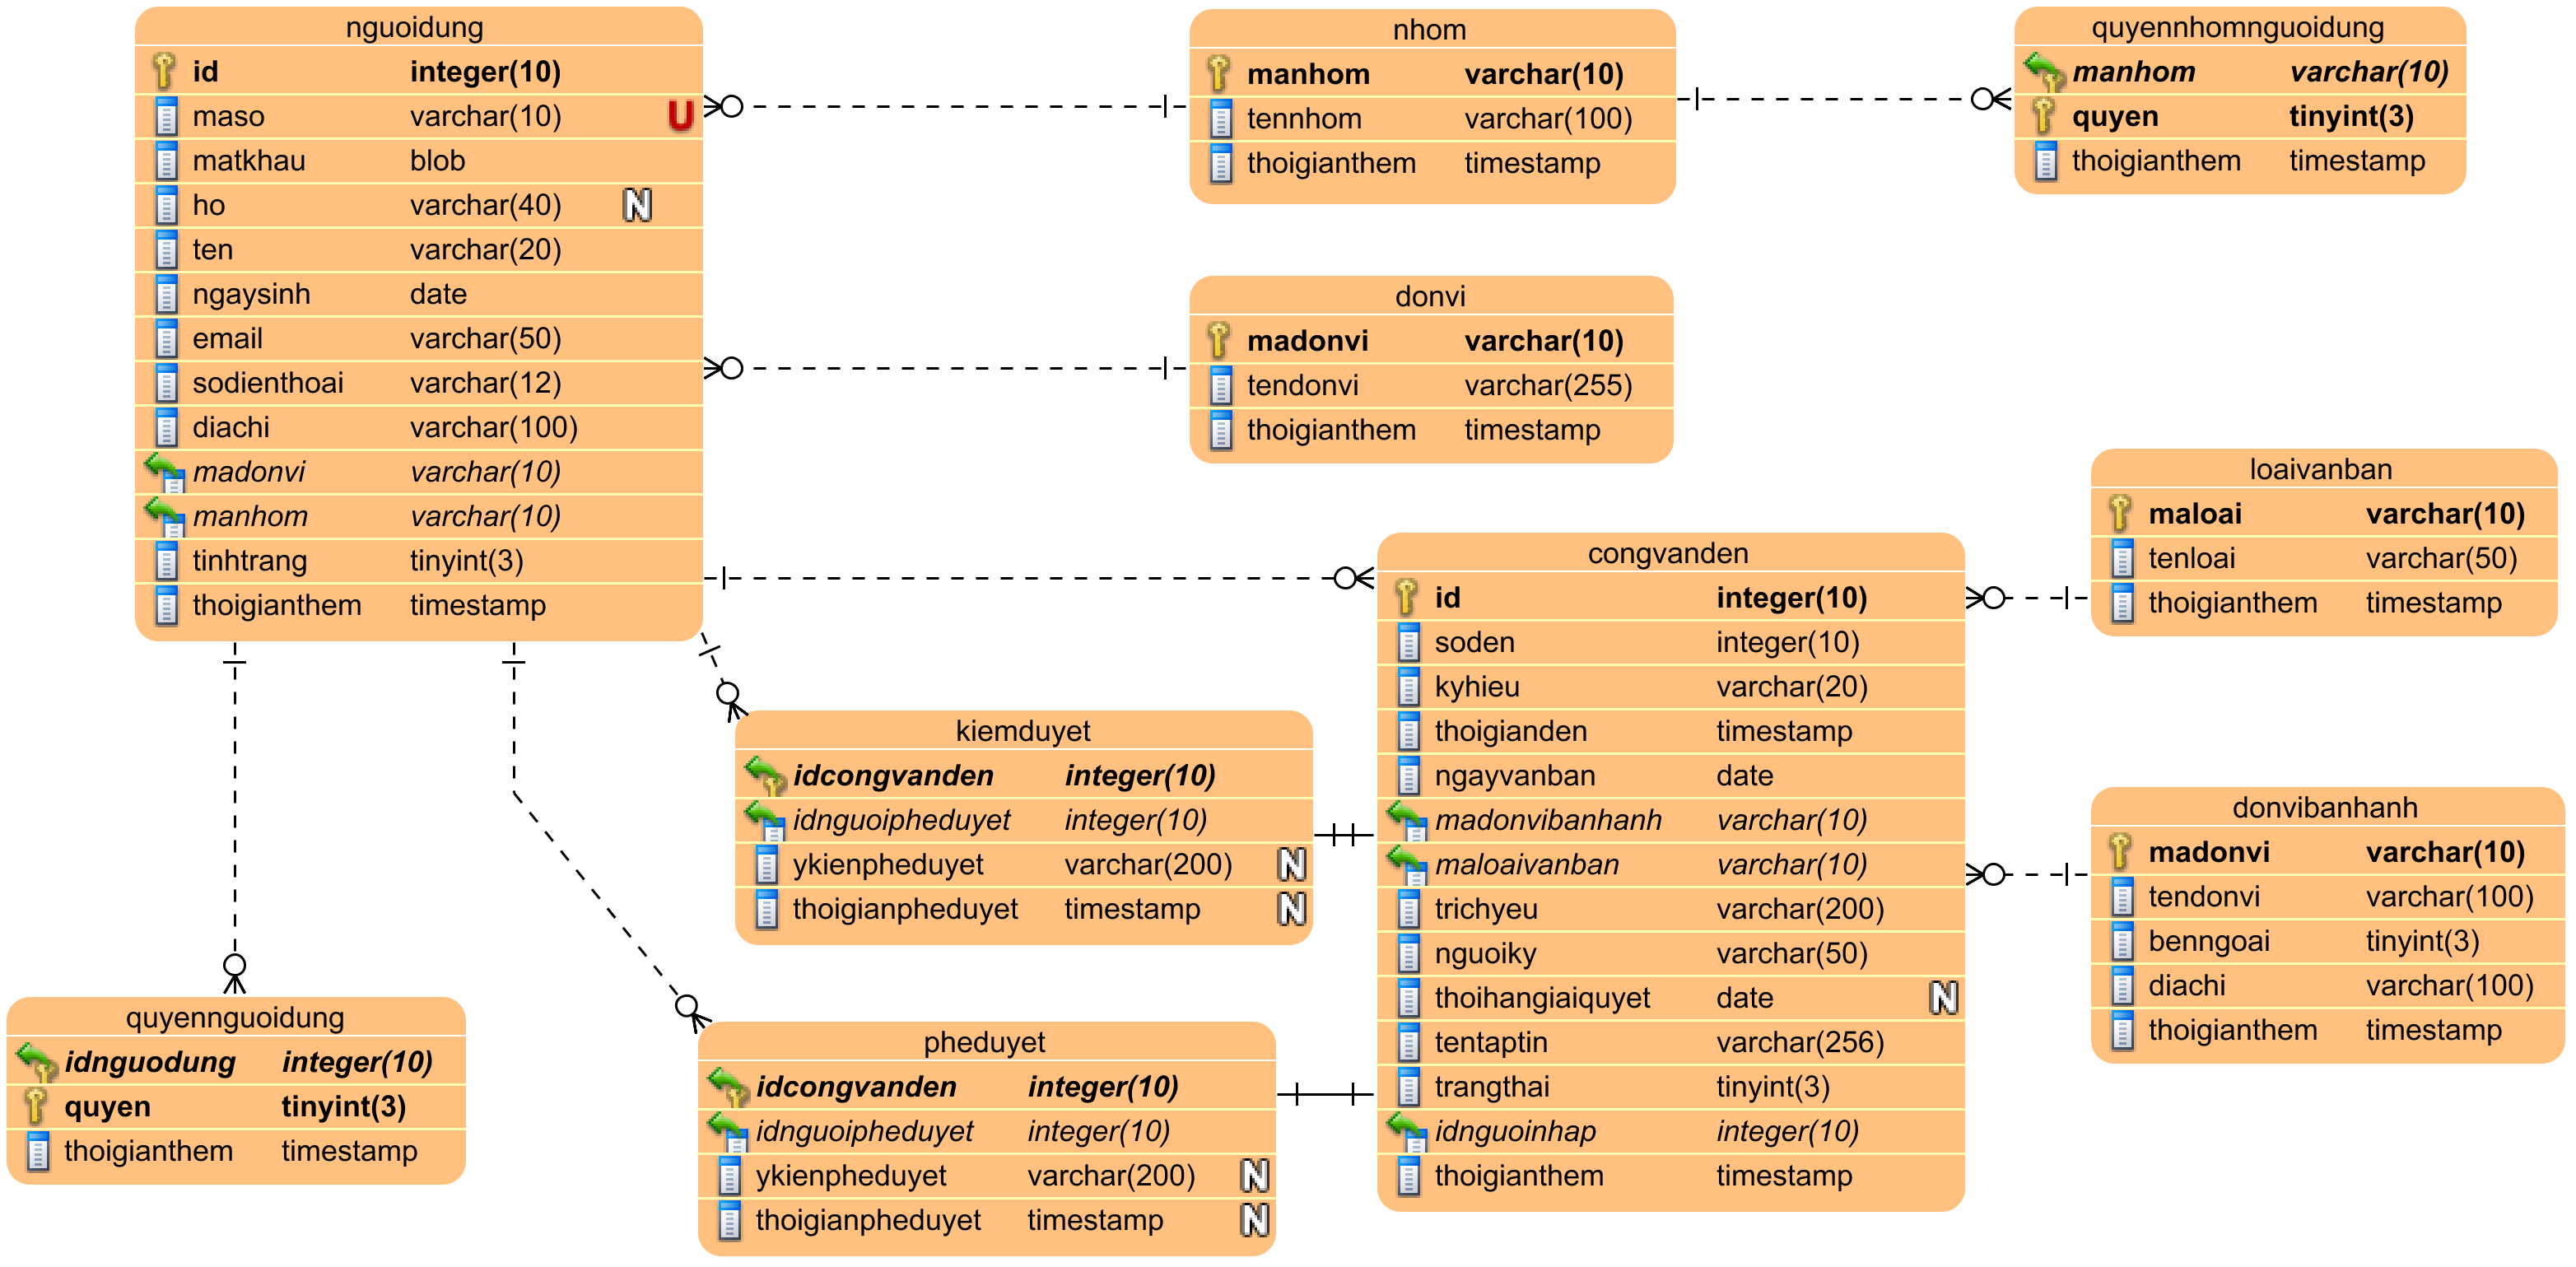 nguoidung
id integer(10)
maso varchar(10) U
matkhau blob
ho varchar(40) N
ten varchar(20)
ngaysinh date
email varchar(50)
sodienthoai varchar(12)
diachi varchar(100)
madonvi varchar(10)
manhom varchar(10)
tinhtrang tinyint(3)
thoigianthem timestamp
nhom
manhom varchar(10)
tennhom varchar(100)
thoigianthem timestamp
quyennhomnguoidung
manhom varchar(10)
quyen tinyint(3)
thoigianthem timestamp
donvi
madonvi varchar(10)
tendonvi varchar(255)
thoigianthem timestamp
loaivanban
maloai varchar(10)
tenloai varchar(50)
thoigianthem timestamp
congvanden
id integer(10)
soden integer(10)
kyhieu varchar(20)
thoigianden timestamp
ngayvanban date
madonvibanhanh varchar(10)
maloaivanban varchar(10)
trichyeu varchar(200)
nguoiky varchar(50)
thoihangiaiquyet date N
tentaptin varchar(256)
trangthai tinyint(3)
idnguoinhap integer(10)
thoigianthem timestamp
kiemduyet
idcongvanden integer(10)
idnguoipheduyet integer(10)
ykienpheduyet varchar(200) N
thoigianpheduyet timestamp N
donvibanhanh
madonvi varchar(10)
tendonvi varchar(100)
benngoai tinyint(3)
diachi varchar(100)
thoigianthem timestamp
quyennguoidung
idnguodung integer(10)
quyen tinyint(3)
thoigianthem timestamp
pheduyet
idcongvanden integer(10)
idnguoipheduyet integer(10)
ykienpheduyet varchar(200) N
thoigianpheduyet timestamp N